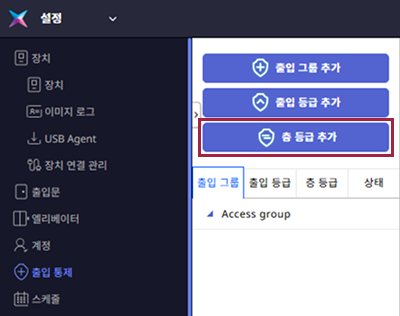 설정
장치
장치
이미지 로그
USB Agent
장치 연결 관리
출입문
엘리베이터
계정
출입 통제
스케줄
출입 그룹 추가
출입 등급 추가
층 등급 추가
출입 그룹 출입 등급 층 등급 상태
Access group